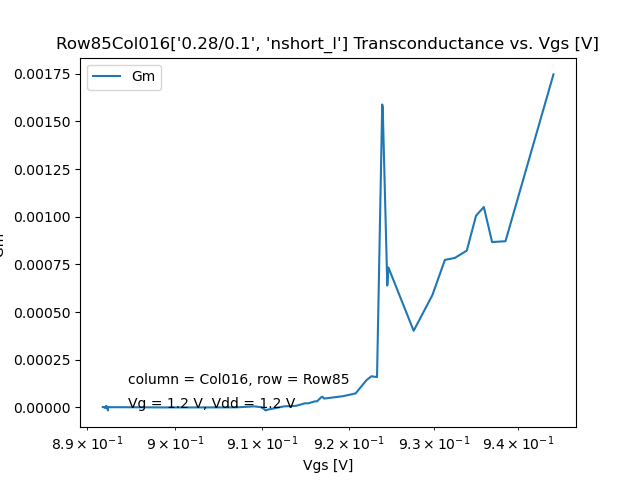 Row85Col016['0.28/0.1', 'nshort_l'] Transconductance vs. Vgs [V]
Gm
0.00175
0.00150
0.00125
0.00100
0.00075
0.00050
0.00025
0.00000
column = Col016, row = Row85
Vg = 1.2 V, Vdd = 1.2 V
8.9 × 10⁻¹
9 × 10⁻¹
9.1 × 10⁻¹
9.2 × 10⁻¹
9.3 × 10⁻¹
9.4 × 10⁻¹
Vgs [V]